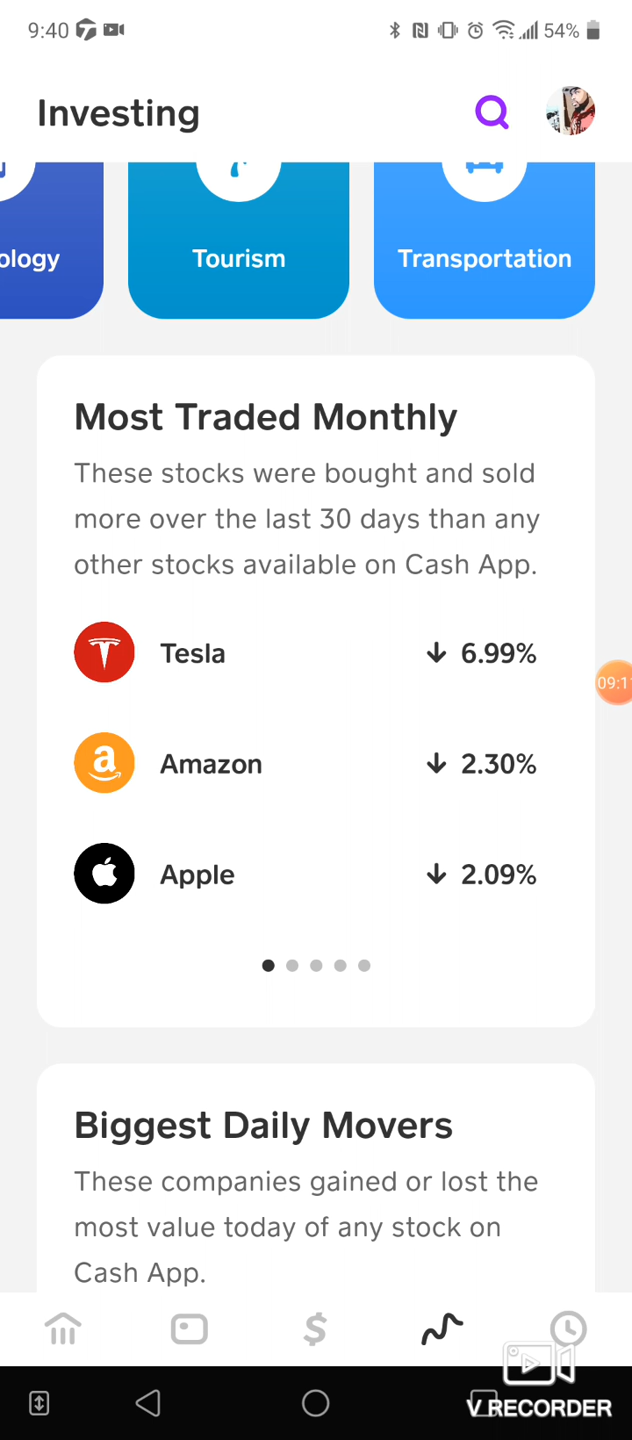 9:40
54%
Investing
ology
Tourism
Transportation
Most Traded Monthly
These stocks were bought and sold
more over the last 30 days than any
other stocks available on Cash App.
Tesla ↓ 6.99%
09:1
Amazon ↓ 2.30%
Apple ↓ 2.09%
Biggest Daily Movers
These companies gained or lost the
most value today of any stock on
Cash App.
V RECORDER